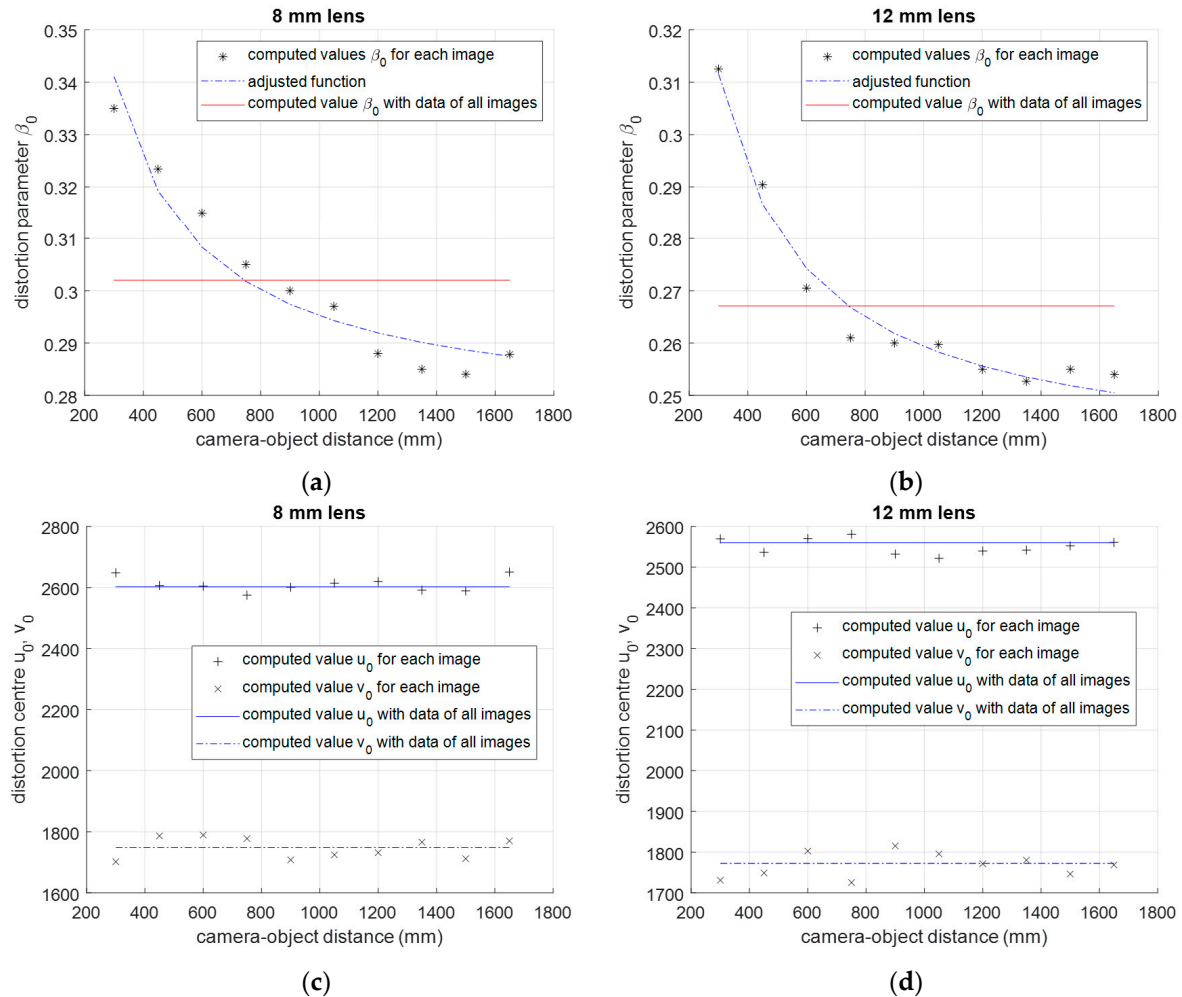 8 mm lens
0.35
0.34
0.33
0.32
0.31
0.3
0.29
0.28
distortion parameter β0
computed values β0 for each image
adjusted function
computed value β0 with data of all images
200 400 600 800 1000 1200 1400 1600 1800
camera-object distance (mm)
(a)
12 mm lens
0.32
0.31
0.3
0.29
0.28
0.27
0.26
0.25
distortion parameter β0
computed values β0 for each image
adjusted function
computed value β0 with data of all images
200 400 600 800 1000 1200 1400 1600 1800
camera-object distance (mm)
(b)
8 mm lens
2800
2600
2400
2200
2000
1800
1600
distortion centre u0, v0
computed value u0 for each image
computed value v0 for each image
computed value u0 with data of all images
computed value v0 with data of all images
200 400 600 800 1000 1200 1400 1600 1800
camera-object distance (mm)
(c)
12 mm lens
2600
2500
2400
2300
2200
2100
2000
1900
1800
1700
distortion centre u0, v0
computed value u0 for each image
computed value v0 for each image
computed value u0 with data of all images
computed value v0 with data of all images
200 400 600 800 1000 1200 1400 1600 1800
camera-object distance (mm)
(d)